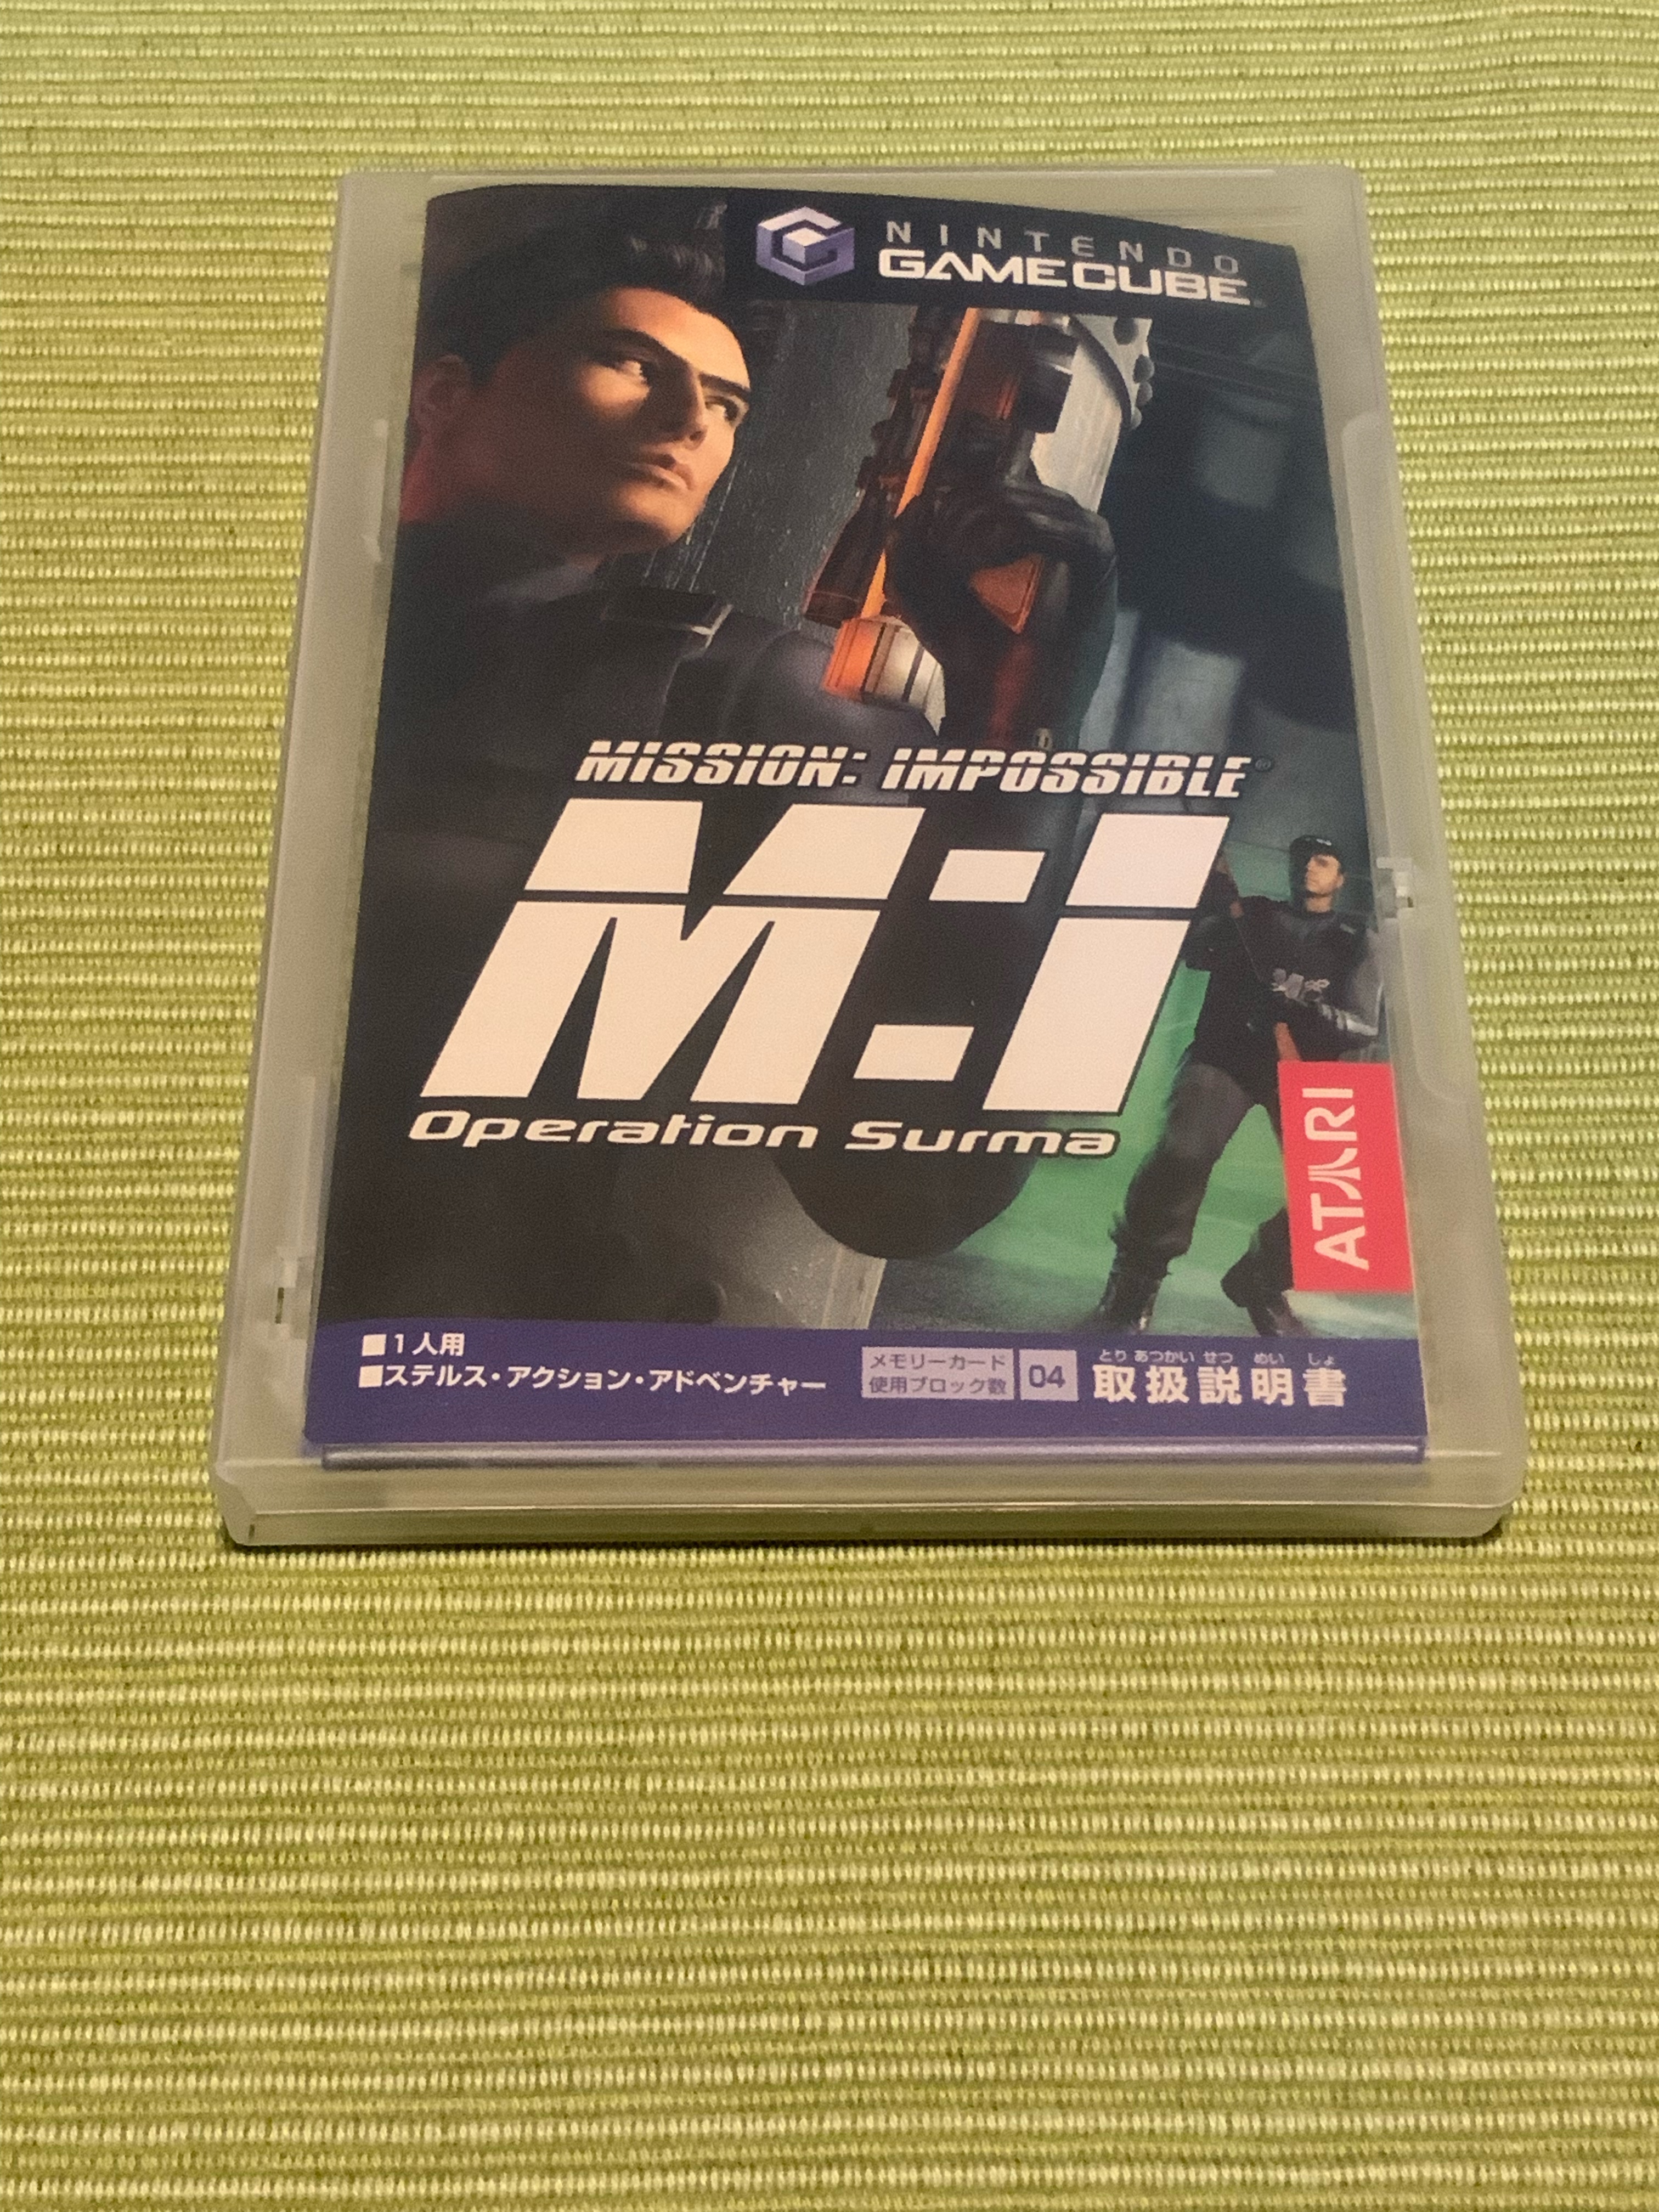 NINTENDO
GAMECUBE
MISSION: IMPOSSIBLE®
M:I
Operation Surma
ATARI
■1人用
■ステルス・アクション・アドベンチャー
メモリーカード
使用ブロック数
04
とり あつかい せつ めい しょ
取扱説明書